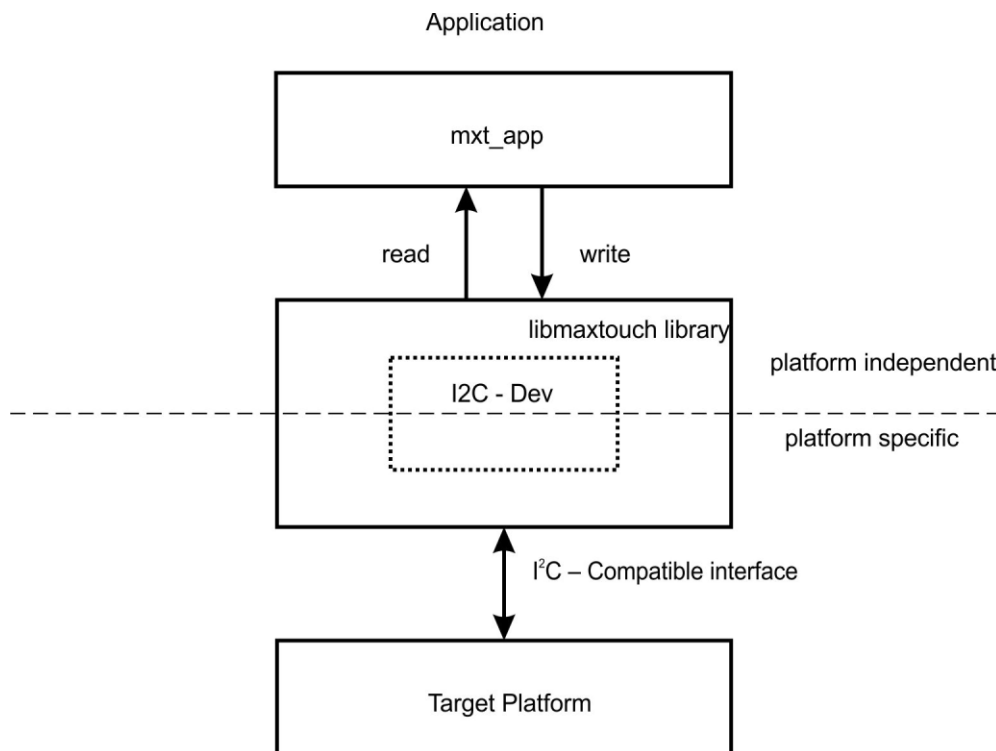 Application
mxt_app
read
write
libmaxtouch library
platform independent
I2C - Dev
platform specific
I²C – Compatible interface
Target Platform